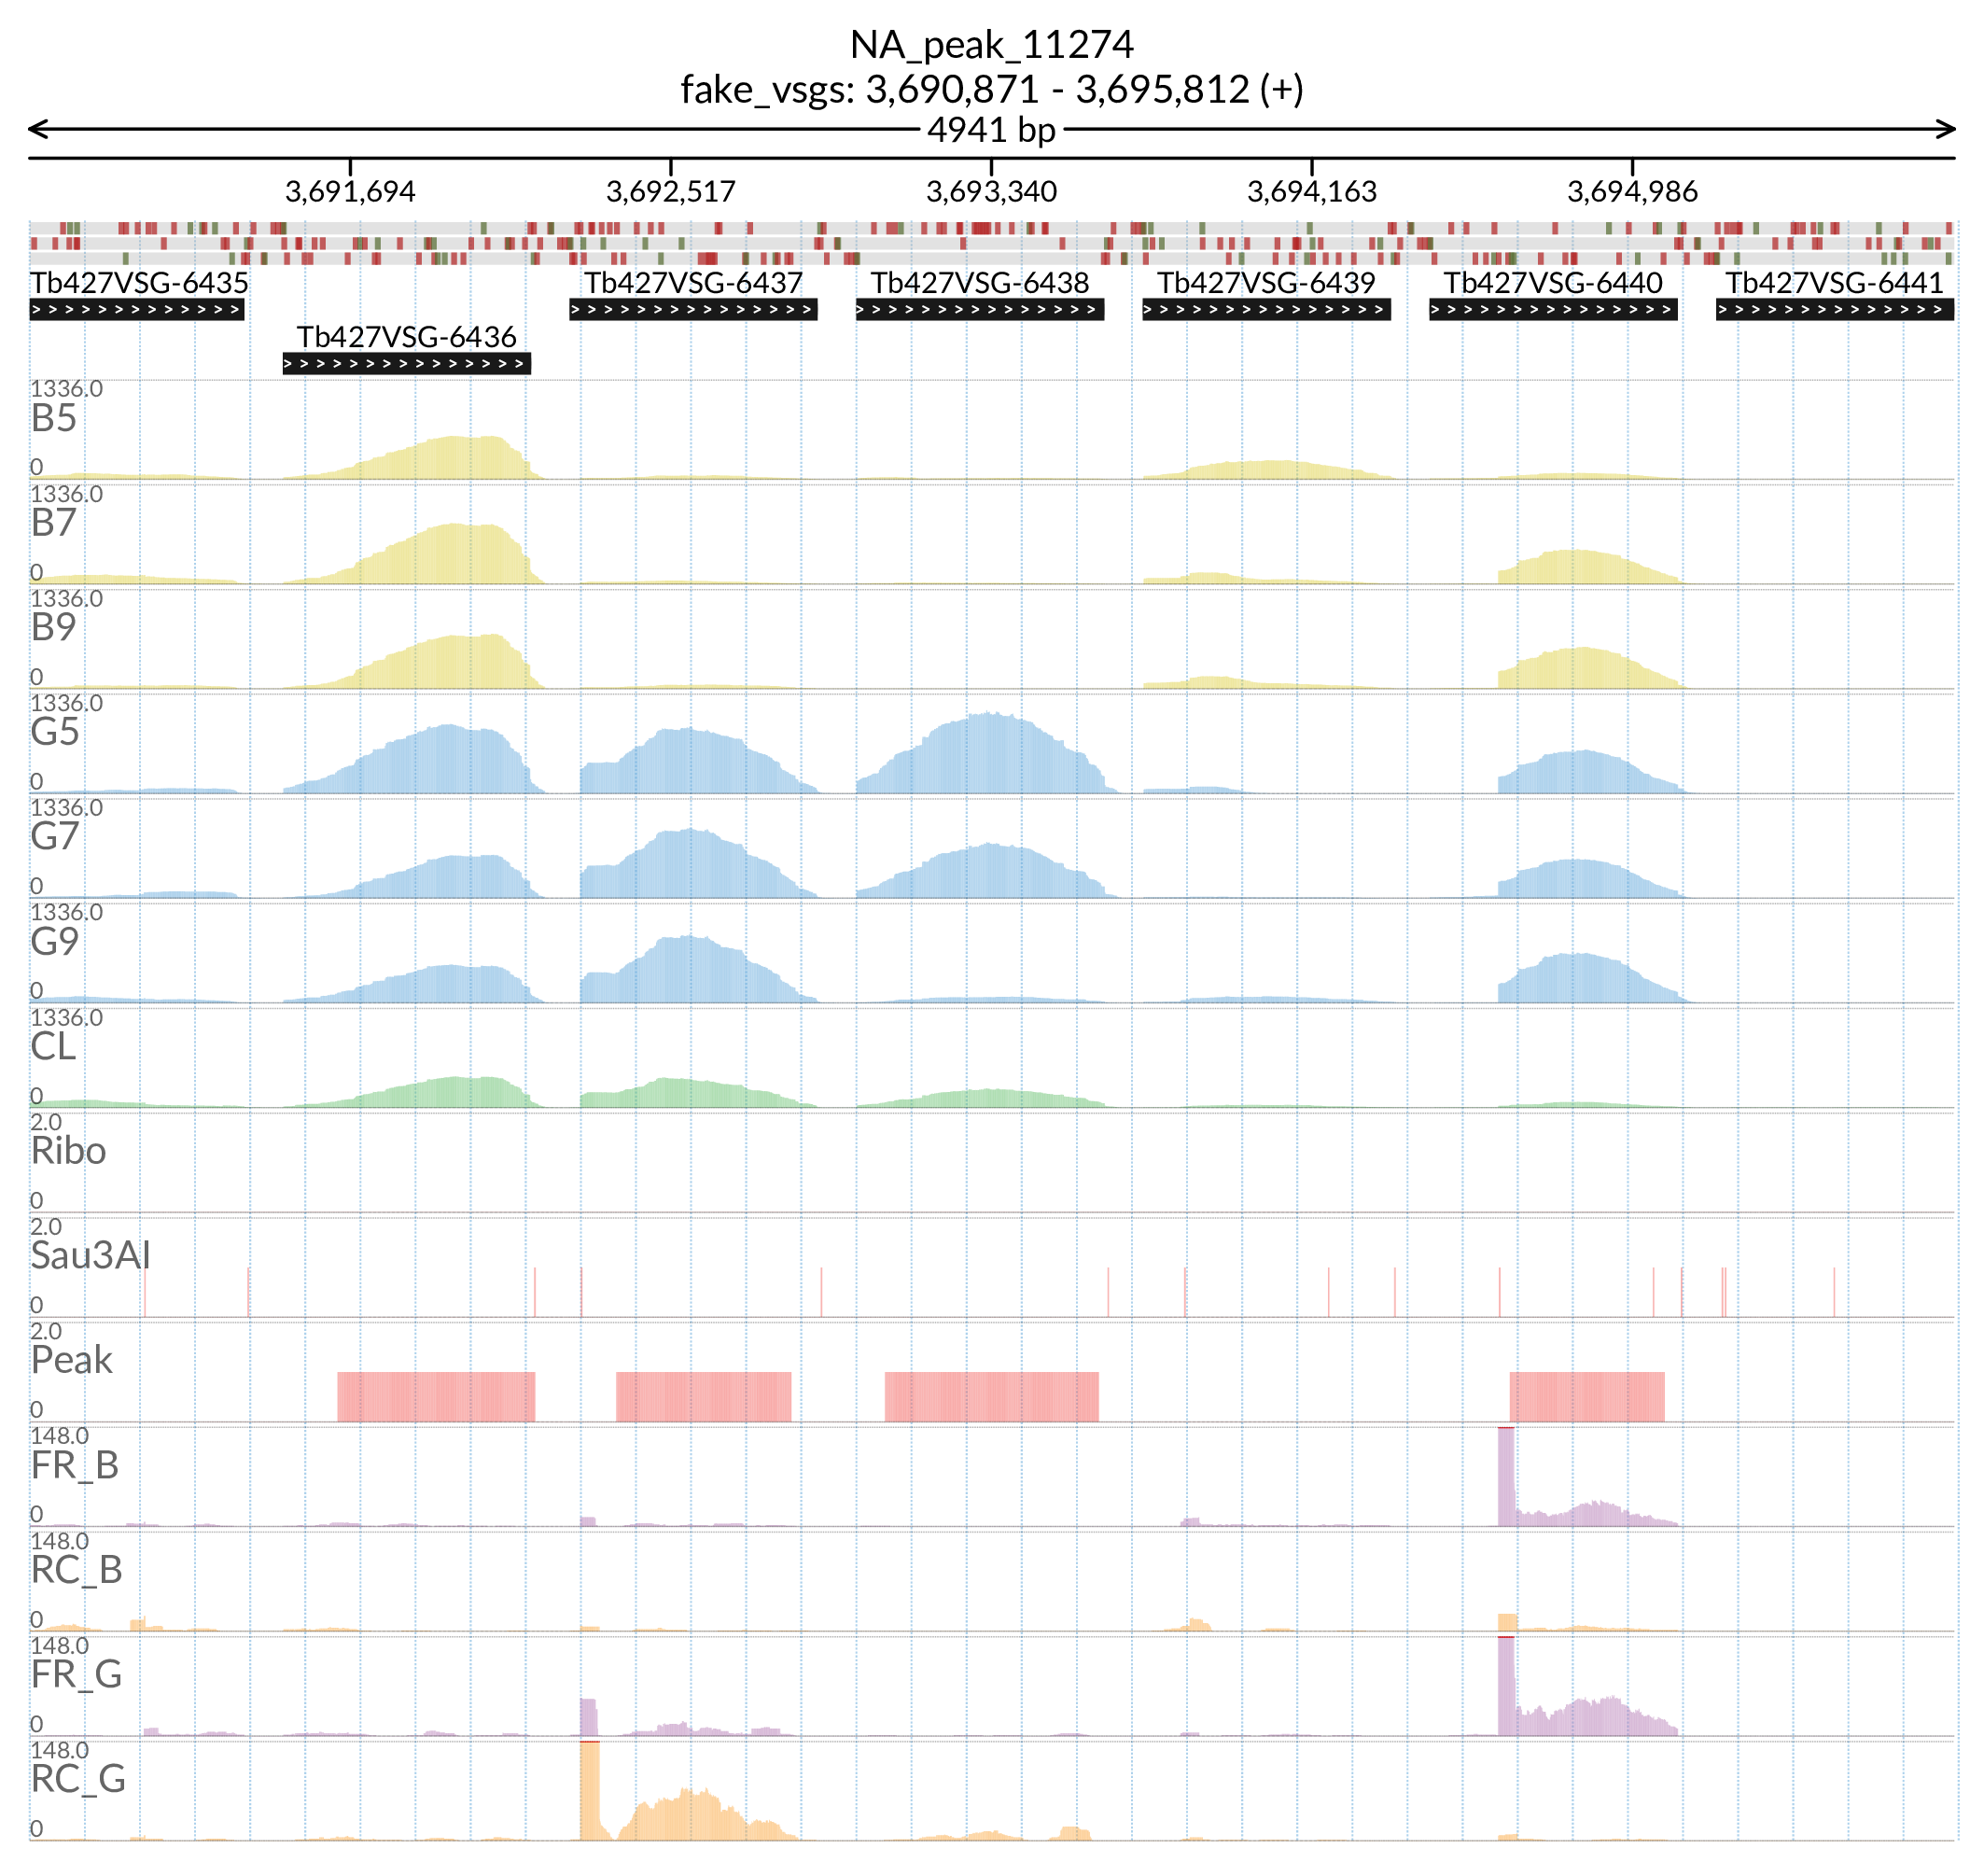 NA_peak_11274
fake_vsgs: 3,690,871 - 3,695,812 (+)
4941 bp
3,691,694 3,692,517 3,693,340 3,694,163 3,694,986
Tb427VSG-6435 Tb427VSG-6437 Tb427VSG-6438 Tb427VSG-6439 Tb427VSG-6440 Tb427VSG-6441
Tb427VSG-6436
1336.0
B5
0
1336.0
B7
0
1336.0
B9
0
1336.0
G5
0
1336.0
G7
0
1336.0
G9
0
1336.0
CL
0
2.0
Ribo
0
2.0
Sau3AI
0
2.0
Peak
0
148.0
FR_B
0
148.0
RC_B
0
148.0
FR_G
0
148.0
RC_G
0